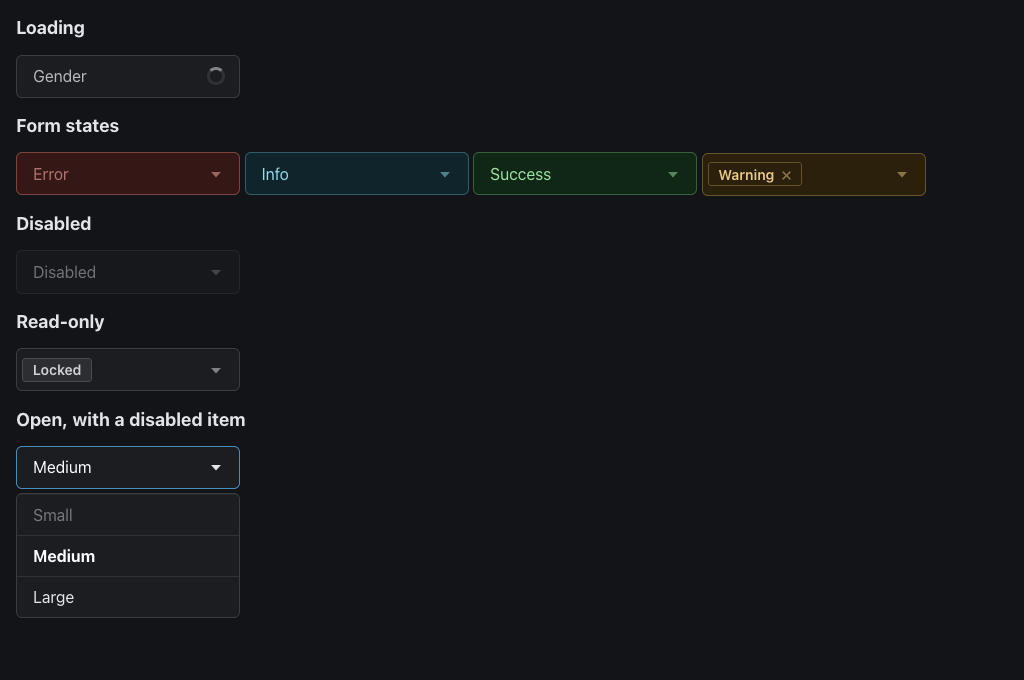 Loading
Gender
Form states
Error
Info
Success
Warning
Disabled
Disabled
Read-only
Locked
Open, with a disabled item
Medium
Small
Medium
Large